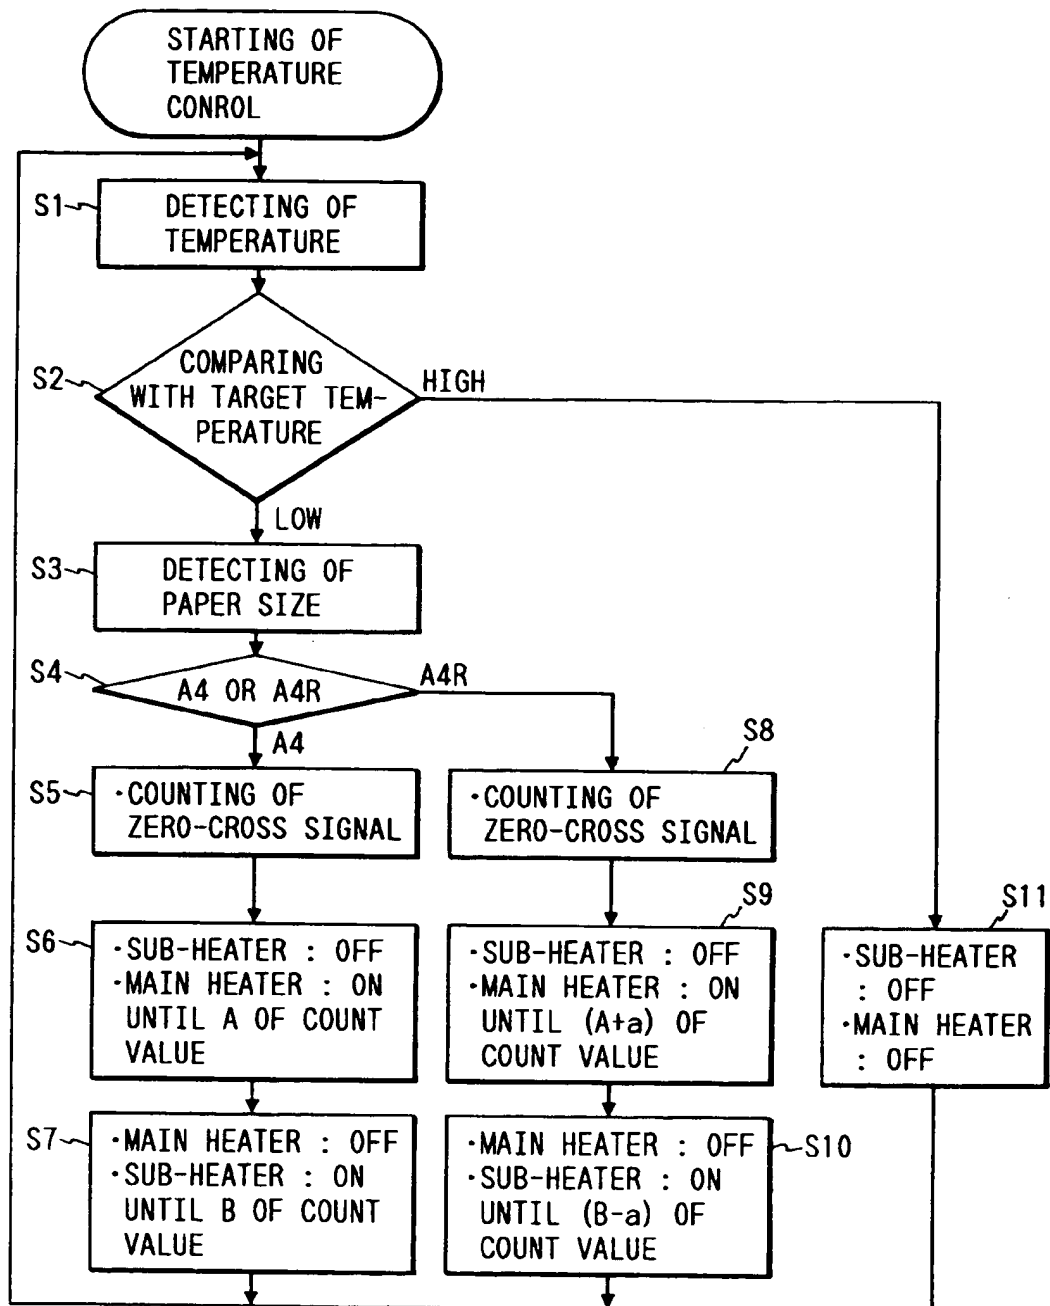 STARTING OF
TEMPERATURE
CONROL
S1
DETECTING OF
TEMPERATURE
S2
COMPARING
WITH TARGET TEM-
PERATURE
HIGH
LOW
S3
DETECTING OF
PAPER SIZE
S4
A4 OR A4R
A4R
A4
S5
·COUNTING OF
ZERO-CROSS SIGNAL
S8
·COUNTING OF
ZERO-CROSS SIGNAL
S6
·SUB-HEATER : OFF
·MAIN HEATER : ON
UNTIL A OF COUNT
VALUE
S9
·SUB-HEATER : OFF
·MAIN HEATER : ON
UNTIL (A+a) OF
COUNT VALUE
S11
·SUB-HEATER
: OFF
·MAIN HEATER
: OFF
S7
·MAIN HEATER : OFF
·SUB-HEATER : ON
UNTIL B OF COUNT
VALUE
S10
·MAIN HEATER : OFF
·SUB-HEATER : ON
UNTIL (B-a) OF
COUNT VALUE